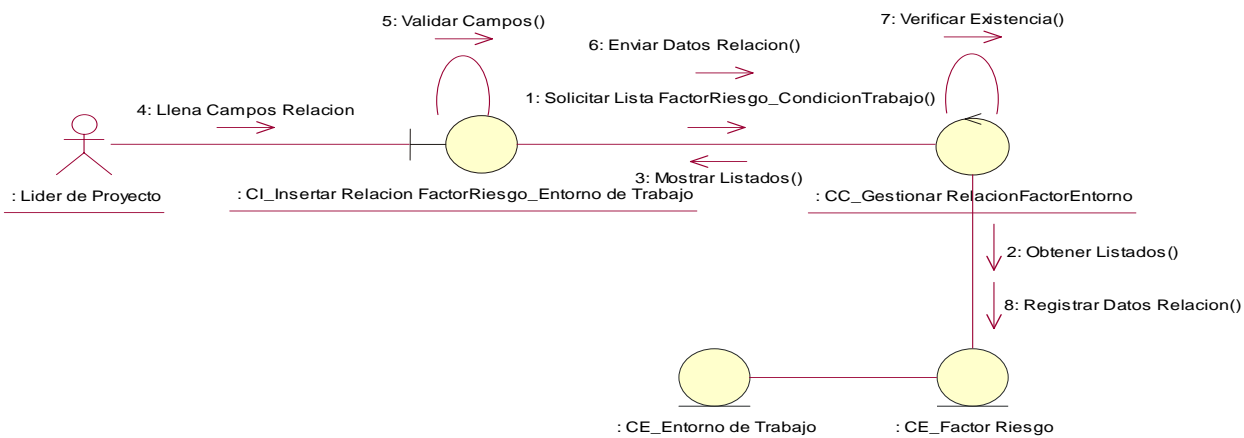 5: Validar Campos()
7: Verificar Existencia()
6: Enviar Datos Relacion()
4: Llena Campos Relacion
1: Solicitar Lista FactorRiesgo_CondicionTrabajo()
3: Mostrar Listados()
: Lider de Proyecto
: CI_Insertar Relacion FactorRiesgo_Entorno de Trabajo
: CC_Gestionar RelacionFactorEntorno
2: Obtener Listados()
8: Registrar Datos Relacion()
: CE_Entorno de Trabajo
: CE_Factor Riesgo